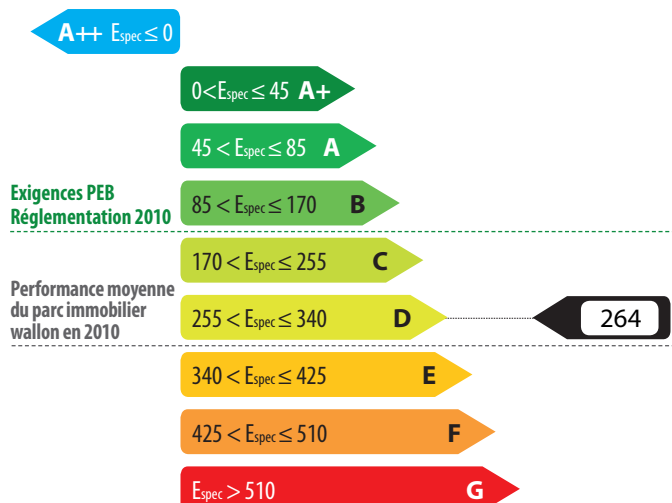 A++ Espec ≤ 0
0<Espec ≤ 45 A+
45 < Espec ≤ 85 A
Exigences PEB
Réglementation 2010
85 < Espec ≤ 170 B
170 < Espec ≤ 255 C
Performance moyenne
du parc immobilier
wallon en 2010
255 < Espec ≤ 340 D
264
340 < Espec ≤ 425 E
425 < Espec ≤ 510 F
Espec > 510 G